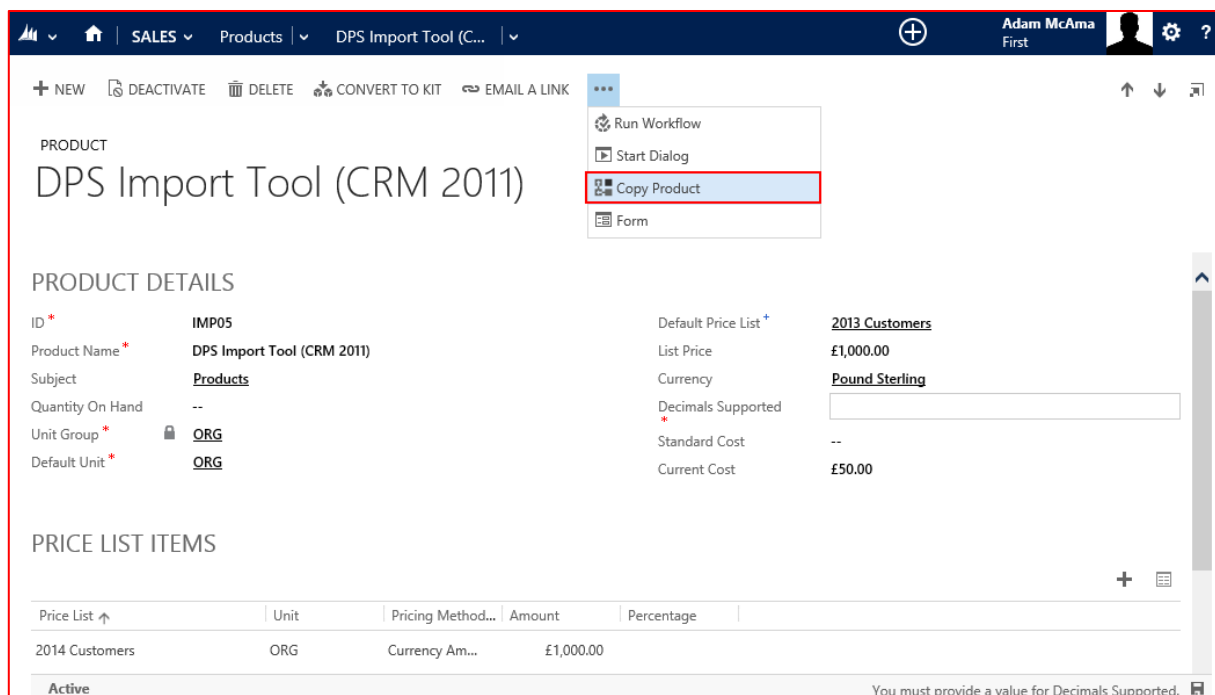 SALES Products DPS Import Tool (C... Adam McAma
First
?
NEW DEACTIVATE DELETE CONVERT TO KIT EMAIL A LINK •••
Run Workflow
Start Dialog
Copy Product
Form
PRODUCT
DPS Import Tool (CRM 2011)
PRODUCT DETAILS
ID * IMP05
Product Name * DPS Import Tool (CRM 2011)
Subject Products
Quantity On Hand --
Unit Group * ORG
Default Unit * ORG
Default Price List + 2013 Customers
List Price £1,000.00
Currency Pound Sterling
Decimals Supported
*
Standard Cost --
Current Cost £50.00
PRICE LIST ITEMS
Price List Unit Pricing Method... Amount Percentage
2014 Customers ORG Currency Am... £1,000.00
Active You must provide a value for Decimals Supported.